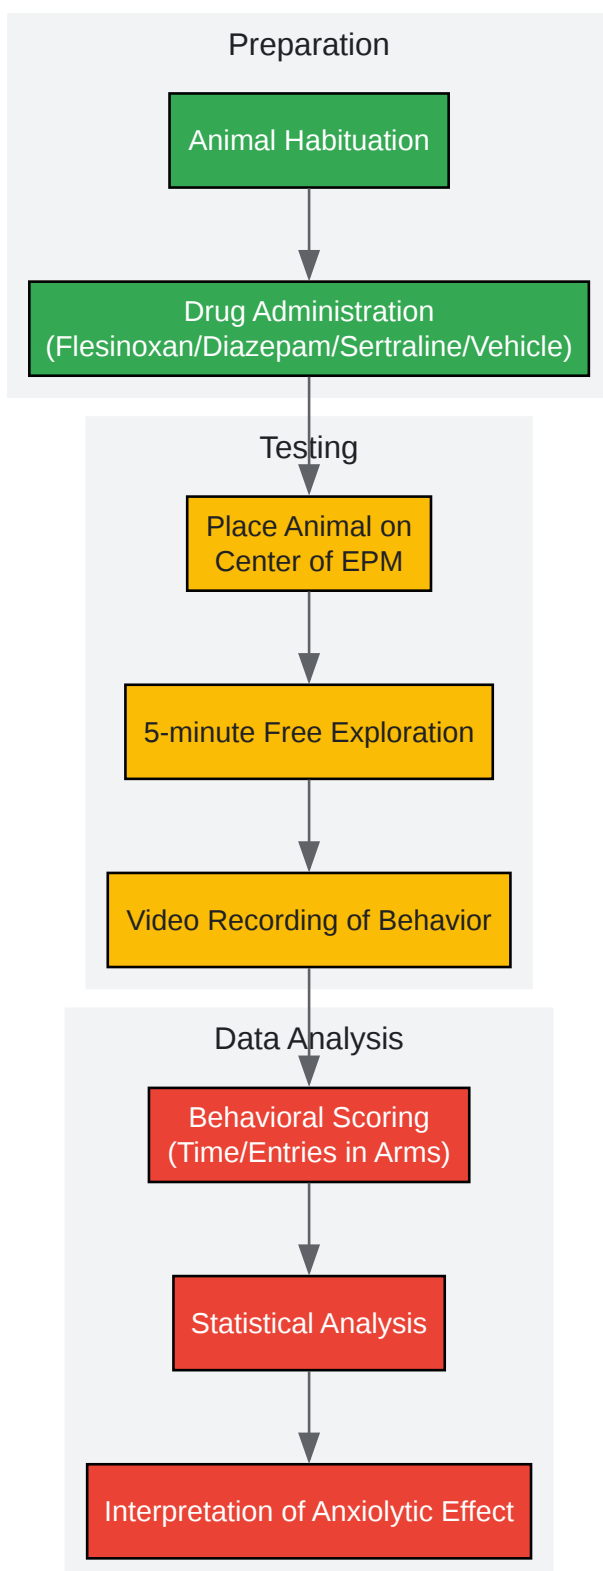 Preparation
Animal Habituation
Drug Administration
(Flesinoxan/Diazepam/Sertraline/Vehicle)
Testing
Place Animal on
Center of EPM
5-minute Free Exploration
Video Recording of Behavior
Data Analysis
Behavioral Scoring
(Time/Entries in Arms)
Statistical Analysis
Interpretation of Anxiolytic Effect